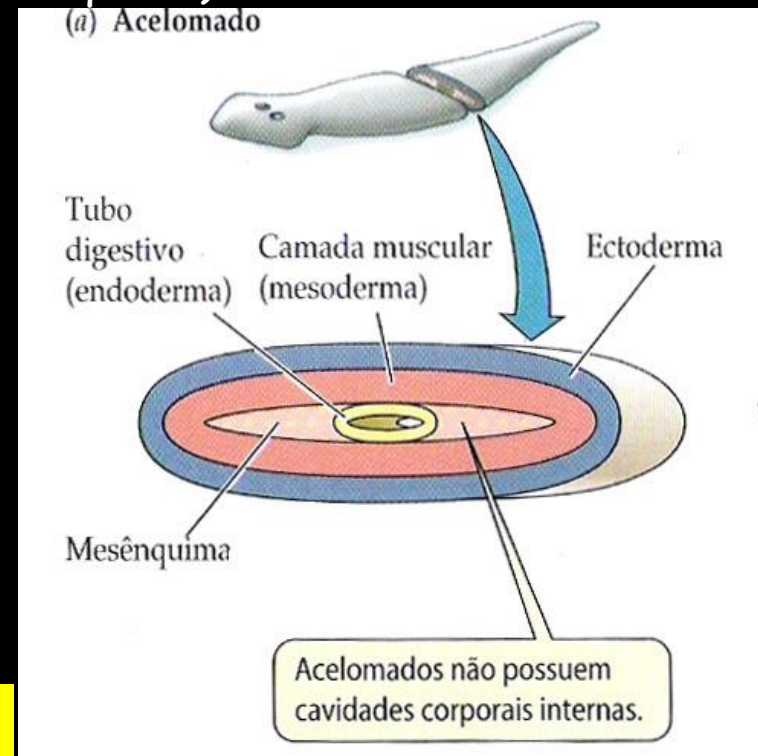 (a) Acelomado
Tubo
digestivo
(endoderma)
Camada muscular
(mesoderma)
Ectoderma
Mesênquima
Acelomados não possuem
cavidades corporais internas.